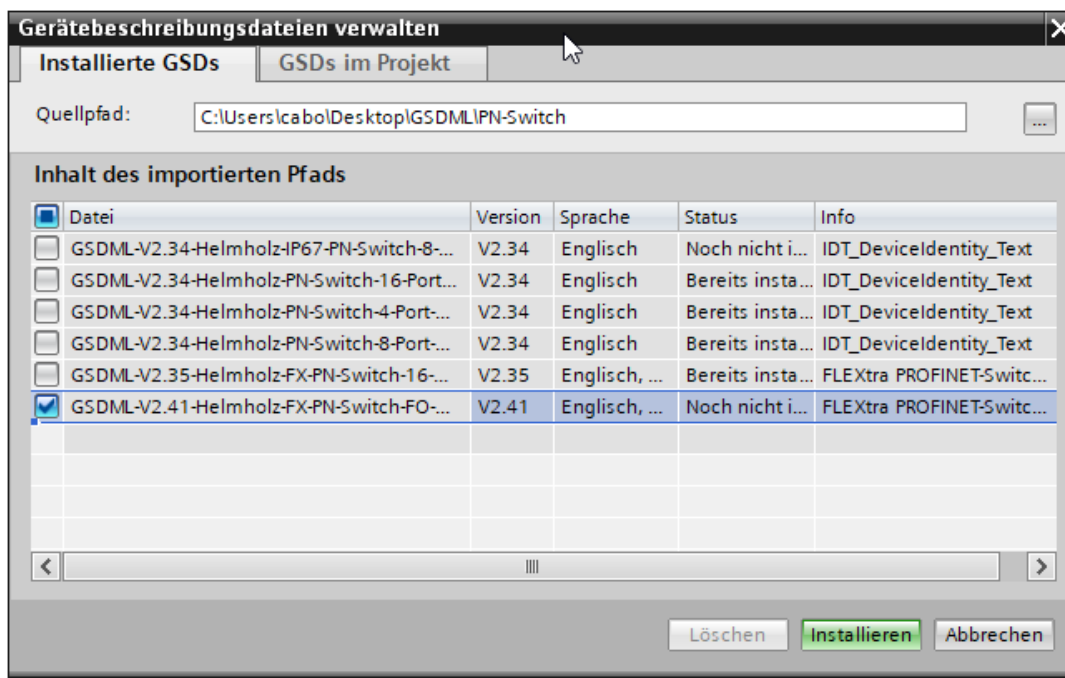 Gerätebeschreibungsdateien verwalten
Installierte GSDs GSDs im Projekt
Quellpfad: C:\Users\cabo\Desktop\GSDML\PN-Switch ...
Inhalt des importierten Pfads
Datei Version Sprache Status Info
GSDML-V2.34-Helmholz-IP67-PN-Switch-8-... V2.34 Englisch Noch nicht i... IDT_DeviceIdentity_Text
GSDML-V2.34-Helmholz-PN-Switch-16-Port... V2.34 Englisch Bereits insta... IDT_DeviceIdentity_Text
GSDML-V2.34-Helmholz-PN-Switch-4-Port-... V2.34 Englisch Bereits insta... IDT_DeviceIdentity_Text
GSDML-V2.34-Helmholz-PN-Switch-8-Port-... V2.34 Englisch Bereits insta... IDT_DeviceIdentity_Text
GSDML-V2.35-Helmholz-FX-PN-Switch-16-... V2.35 Englisch, ... Bereits insta... FLEXtra PROFINET-Switc...
GSDML-V2.41-Helmholz-FX-PN-Switch-FO-... V2.41 Englisch, ... Noch nicht i... FLEXtra PROFINET-Switc...
Löschen Installieren Abbrechen